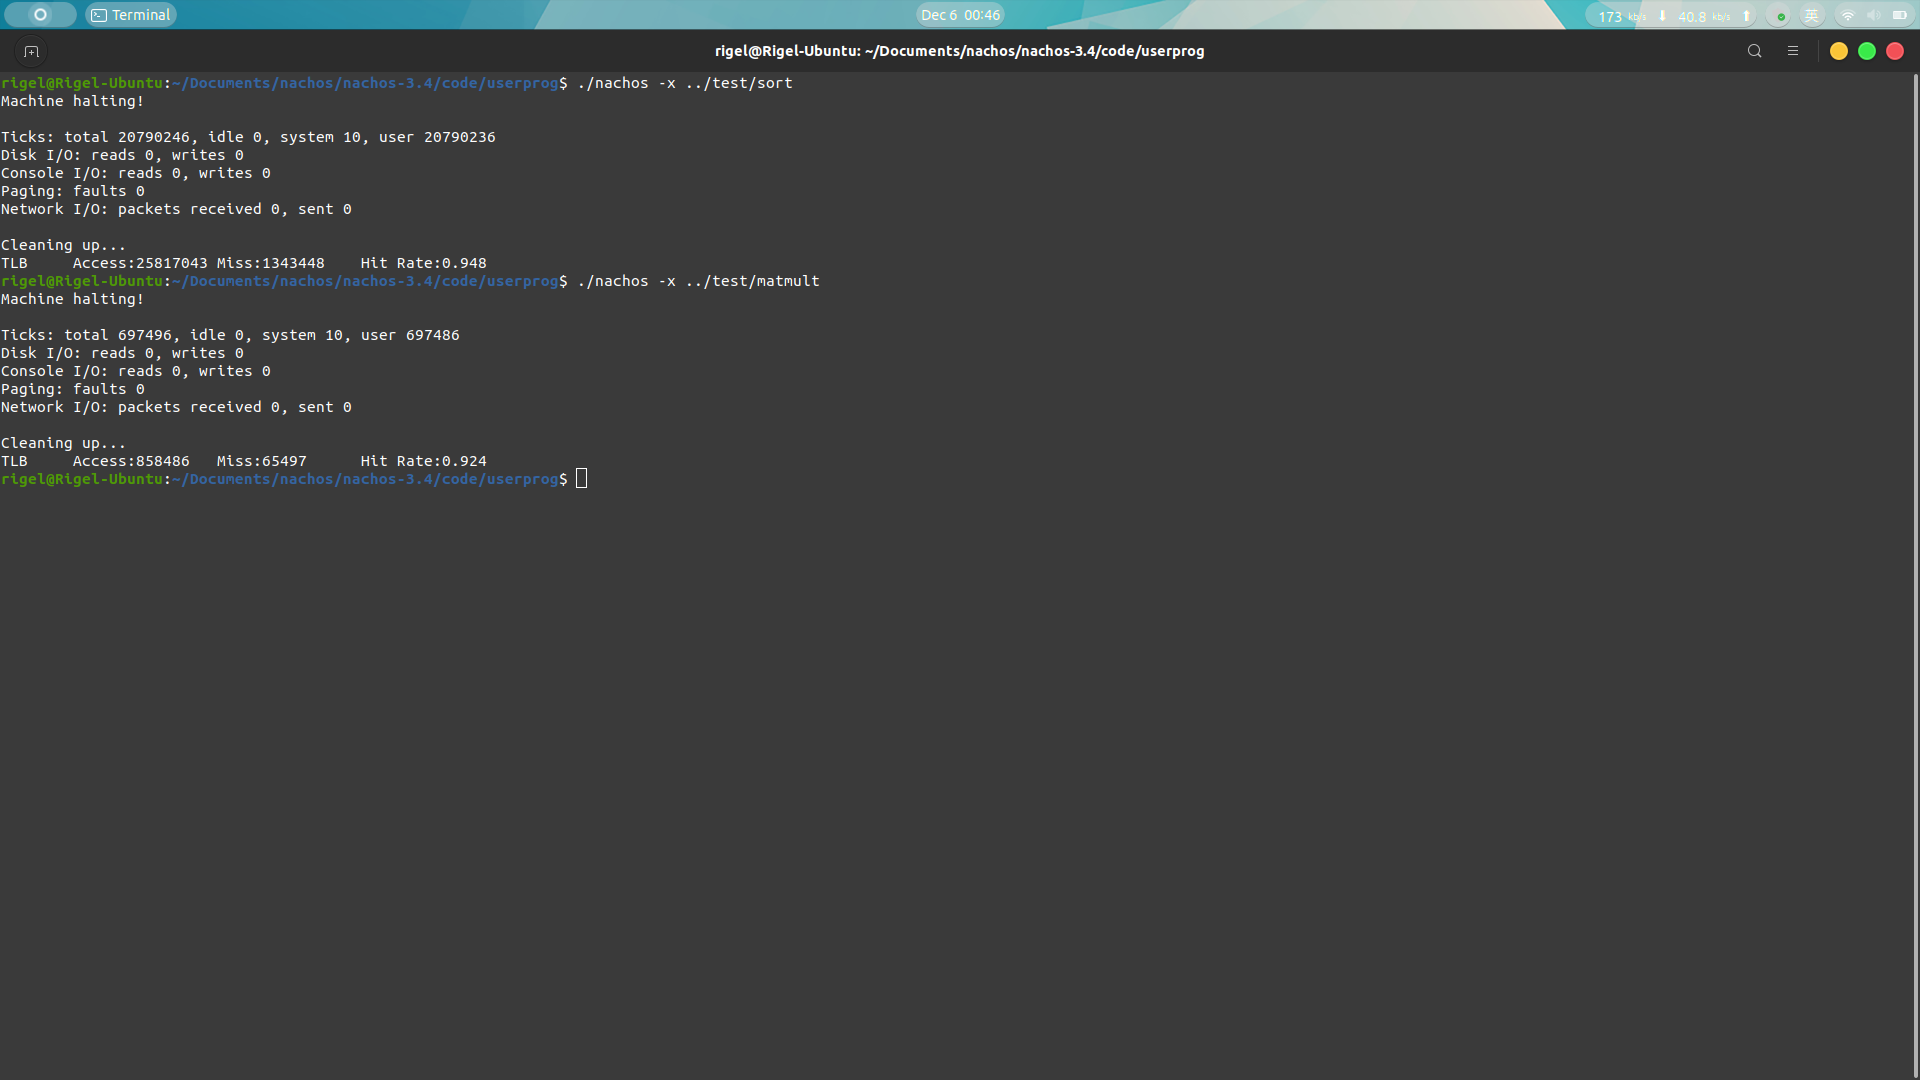 Terminal
Dec 6 00:46
173 kb/s 40.8 kb/s 英
rigel@Rigel-Ubuntu: ~/Documents/nachos/nachos-3.4/code/userprog
rigel@Rigel-Ubuntu:~/Documents/nachos/nachos-3.4/code/userprog$ ./nachos -x ../test/sort
Machine halting!
Ticks: total 20790246, idle 0, system 10, user 20790236
Disk I/O: reads 0, writes 0
Console I/O: reads 0, writes 0
Paging: faults 0
Network I/O: packets received 0, sent 0
Cleaning up...
TLB     Access:25817043 Miss:1343448    Hit Rate:0.948
rigel@Rigel-Ubuntu:~/Documents/nachos/nachos-3.4/code/userprog$ ./nachos -x ../test/matmult
Machine halting!
Ticks: total 697496, idle 0, system 10, user 697486
Disk I/O: reads 0, writes 0
Console I/O: reads 0, writes 0
Paging: faults 0
Network I/O: packets received 0, sent 0
Cleaning up...
TLB     Access:858486   Miss:65497      Hit Rate:0.924
rigel@Rigel-Ubuntu:~/Documents/nachos/nachos-3.4/code/userprog$